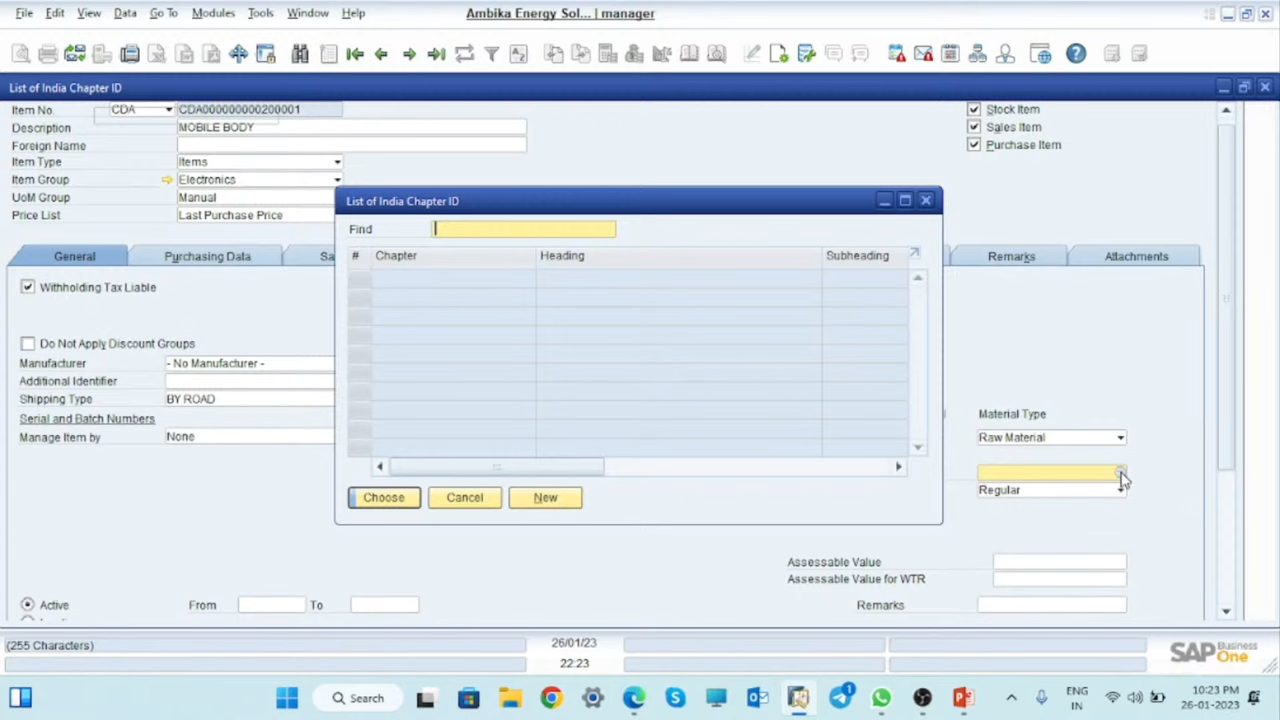 File Edit View Data Go To Modules Tools Window Help
Ambika Energy Sol... | manager
List of India Chapter ID
Item No. CDA CDA000000000200001
Description MOBILE BODY
Foreign Name
Item Type Items
Item Group Electronics
UoM Group Manual
Price List Last Purchase Price
Stock Item
Sales Item
Purchase Item
List of India Chapter ID
Find
# Chapter Heading Subheading
Choose Cancel New
General Purchasing Data Sa Remarks Attachments
Withholding Tax Liable
Do Not Apply Discount Groups
Manufacturer - No Manufacturer -
Additional Identifier
Shipping Type BY ROAD
Serial and Batch Numbers
Manage Item by None
Material Type
Raw Material
Regular
Assessable Value
Assessable Value for WTR
Active From To Remarks
(255 Characters) 26/01/23
22:23
SAP Business One
Search
ENG
IN
10:23 PM
26-01-2023